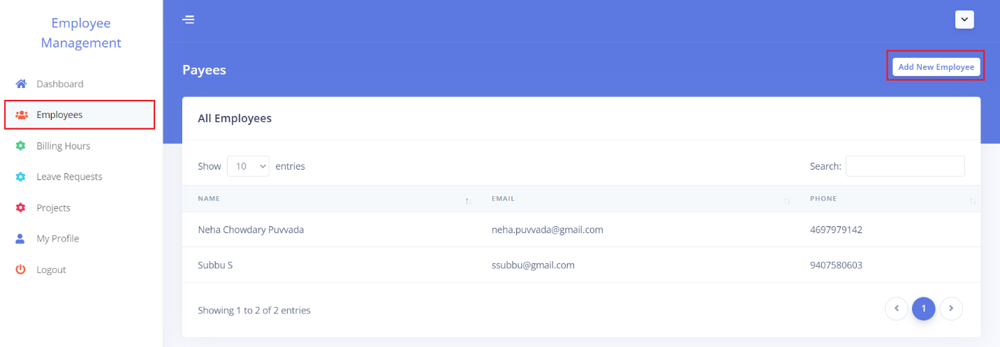 Employee
Management
Dashboard
Employees
Billing Hours
Leave Requests
Projects
My Profile
Logout
Payees
Add New Employee
All Employees
Show 10 entries
Search:
NAME EMAIL PHONE
Neha Chowdary Puvvada neha.puvvada@gmail.com 4697979142
Subbu S ssubbu@gmail.com 9407580603
Showing 1 to 2 of 2 entries
1